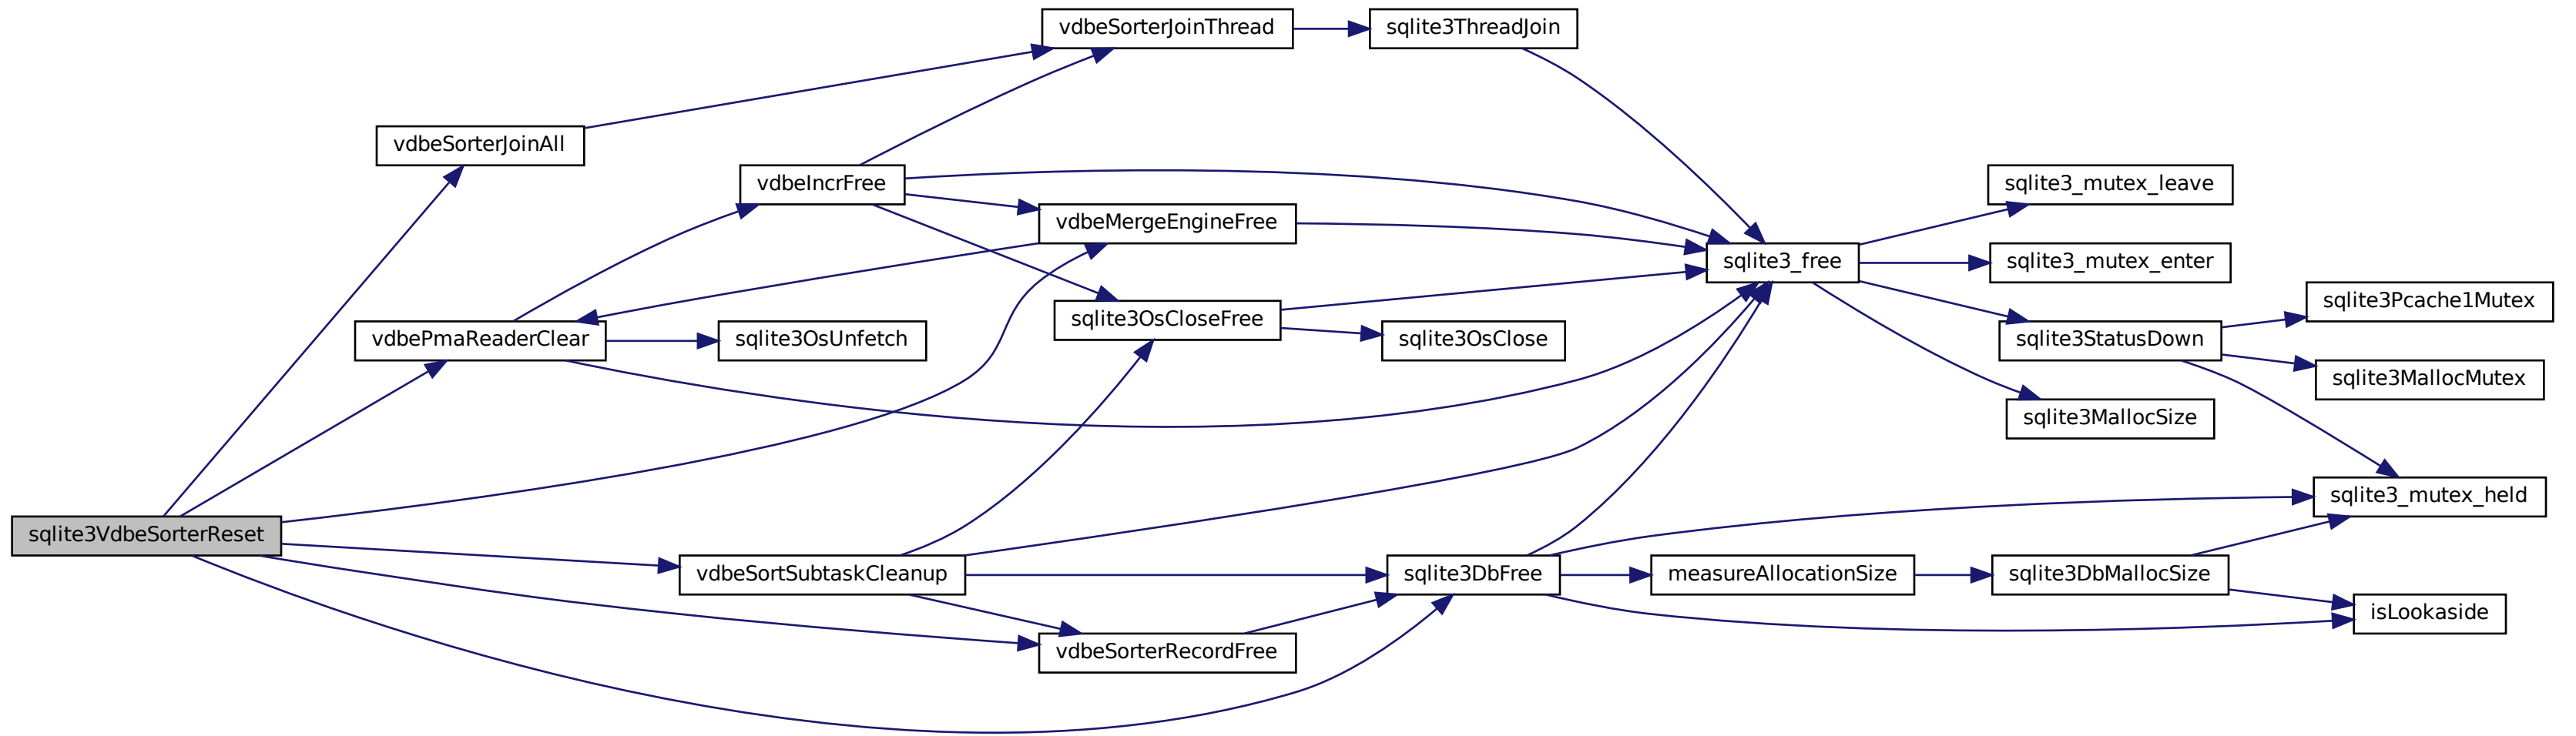 vdbeSorterJoinThread
sqlite3ThreadJoin
vdbeSorterJoinAll
vdbeIncrFree
sqlite3_mutex_leave
vdbeMergeEngineFree
sqlite3_free
sqlite3_mutex_enter
sqlite3Pcache1Mutex
sqlite3OsCloseFree
vdbePmaReaderClear
sqlite3OsUnfetch
sqlite3OsClose
sqlite3StatusDown
sqlite3MallocMutex
sqlite3MallocSize
sqlite3_mutex_held
sqlite3VdbeSorterReset
vdbeSortSubtaskCleanup
sqlite3DbFree
measureAllocationSize
sqlite3DbMallocSize
isLookaside
vdbeSorterRecordFree